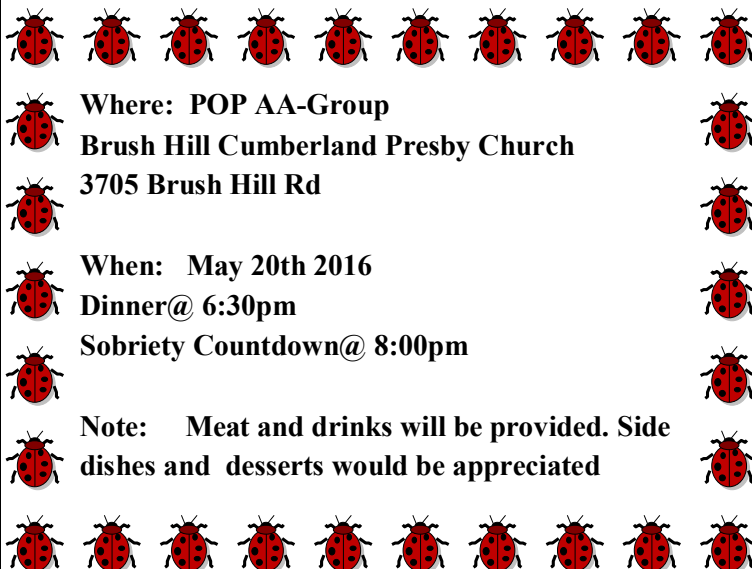 Where:  POP AA-Group
Brush Hill Cumberland Presby Church
3705 Brush Hill Rd
When:   May 20th 2016
Dinner@ 6:30pm
Sobriety Countdown@ 8:00pm
Note:     Meat and drinks will be provided. Side
dishes and  desserts would be appreciated